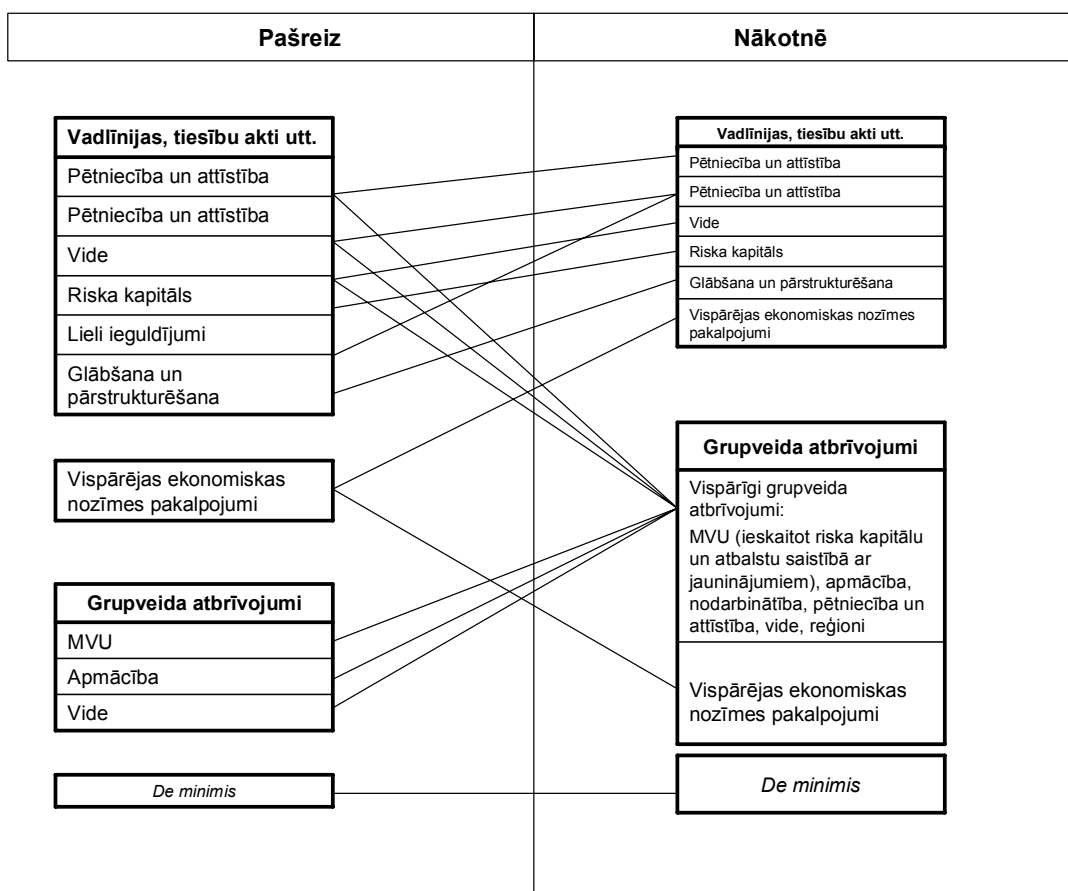 Pašreiz
Vadlīnijas, tiesību akti utt.
Pētniecība un attīstība
Pētniecība un attīstība
Vide
Riska kapitāls
Lieli ieguldījumi
Glābšana un
pārstrukturēšana
Vispārējas ekonomiskas
nozīmes pakalpojumi
Grupveida atbrīvojumi
MVU
Apmācība
Vide
De minimis
Nākotnē
Vadlīnijas, tiesību akti utt.
Pētniecība un attīstība
Pētniecība un attīstība
Vide
Riska kapitāls
Glābšana un pārstrukturēšana
Vispārējas ekonomiskas nozīmes
pakalpojumi
Grupveida atbrīvojumi
Vispārīgi grupveida
atbrīvojumi:
MVU (ieskaitot riska kapitālu
un atbalstu saistībā ar
jauninājumiem), apmācība,
nodarbinātība, pētniecība un
attīstība, vide, reģioni
Vispārējas ekonomiskas
nozīmes pakalpojumi
De minimis